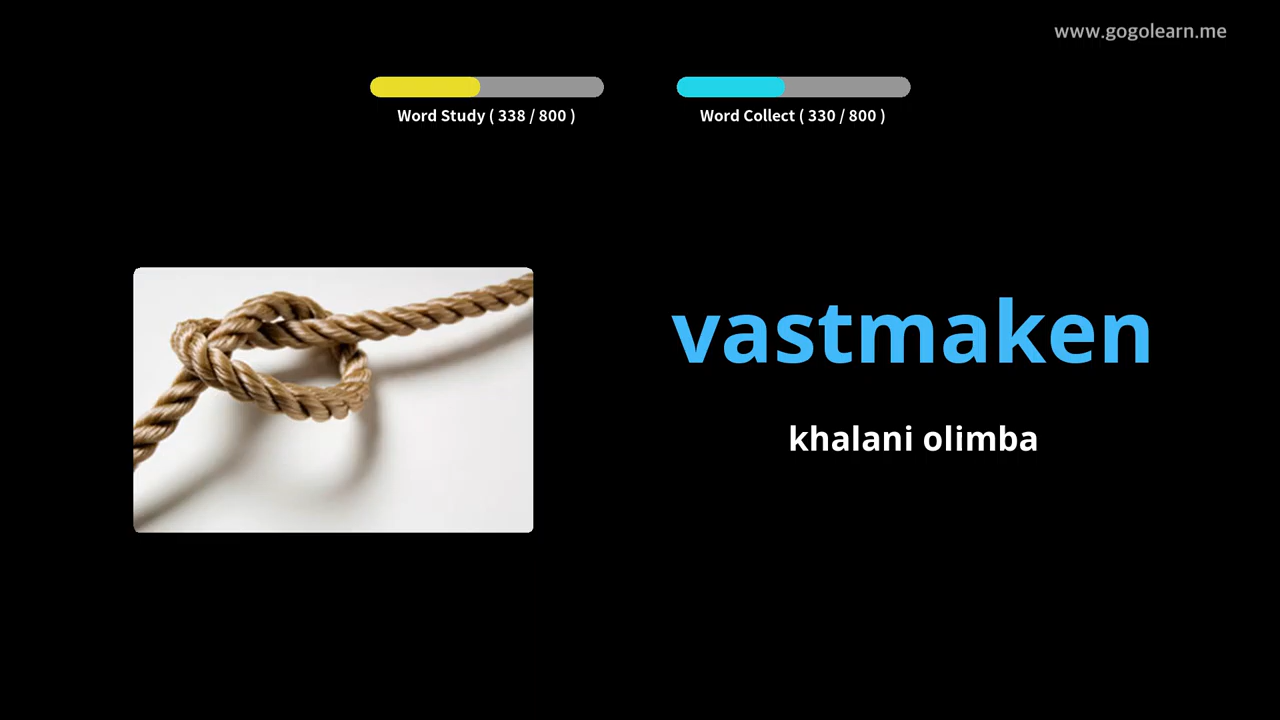 www.gogolearn.me
Word Study ( 338 / 800 )
Word Collect ( 330 / 800 )
vastmaken
khalani olimba